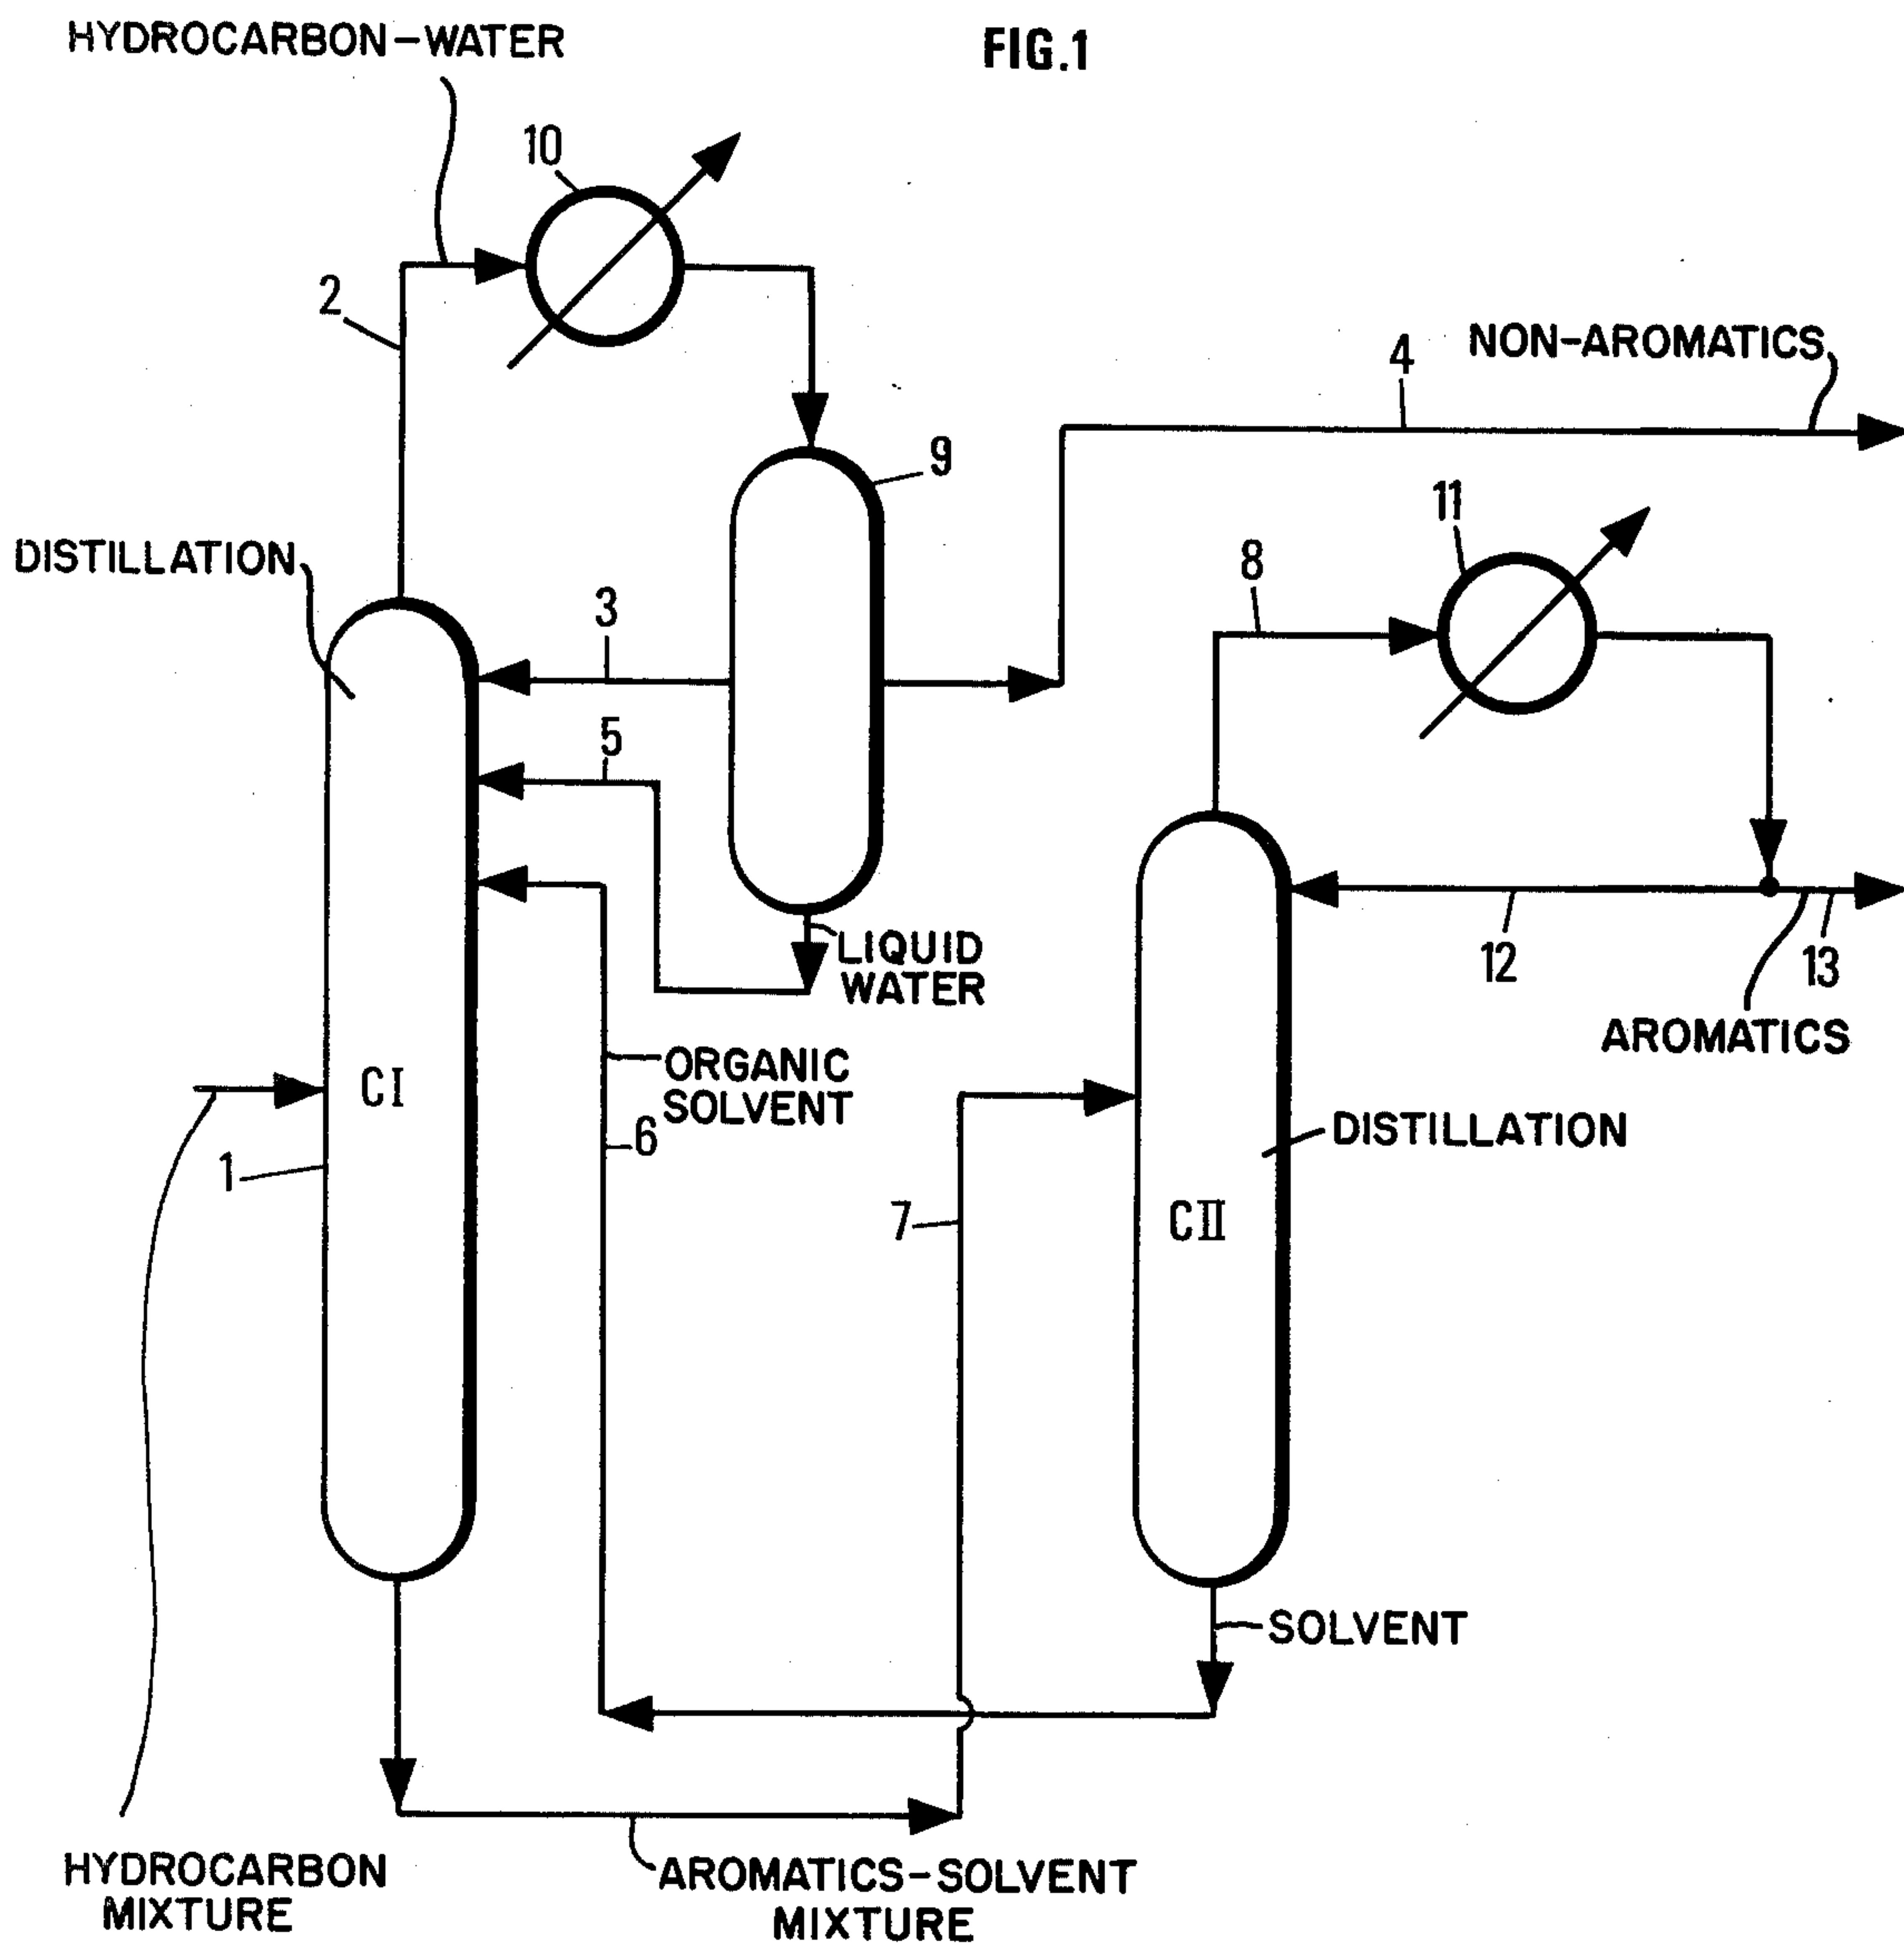 HYDROCARBON-WATER
FIG.1
10
2
4
NON-AROMATICS
9
11
DISTILLATION
8
3
5
LIQUID
WATER
12
13
AROMATICS
ORGANIC
SOLVENT
CI
6
DISTILLATION
1
7
CII
SOLVENT
HYDROCARBON
MIXTURE
AROMATICS-SOLVENT
MIXTURE